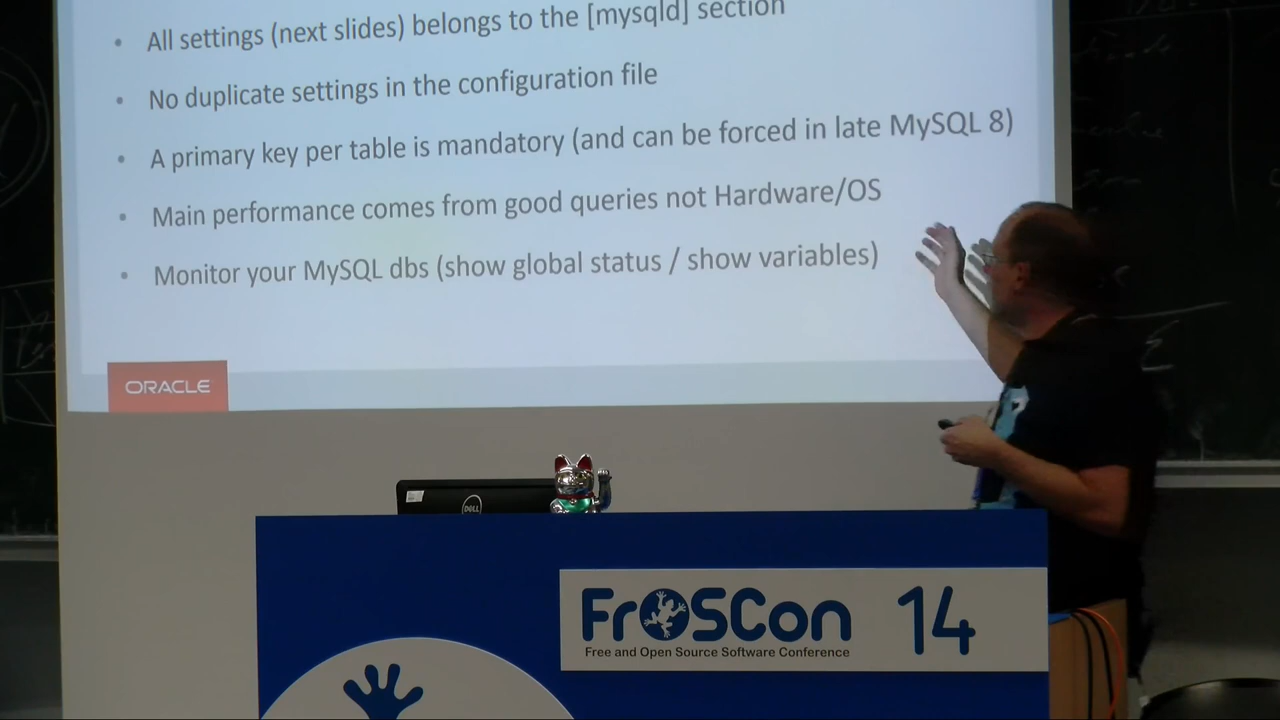 All settings (next slides) belongs to the [mysqld] section
No duplicate settings in the configuration file
A primary key per table is mandatory (and can be forced in late MySQL 8)
Main performance comes from good queries not Hardware/OS
Monitor your MySQL dbs (show global status / show variables)
ORACLE
DELL
FrOSCon 14
Free and Open Source Software Conference